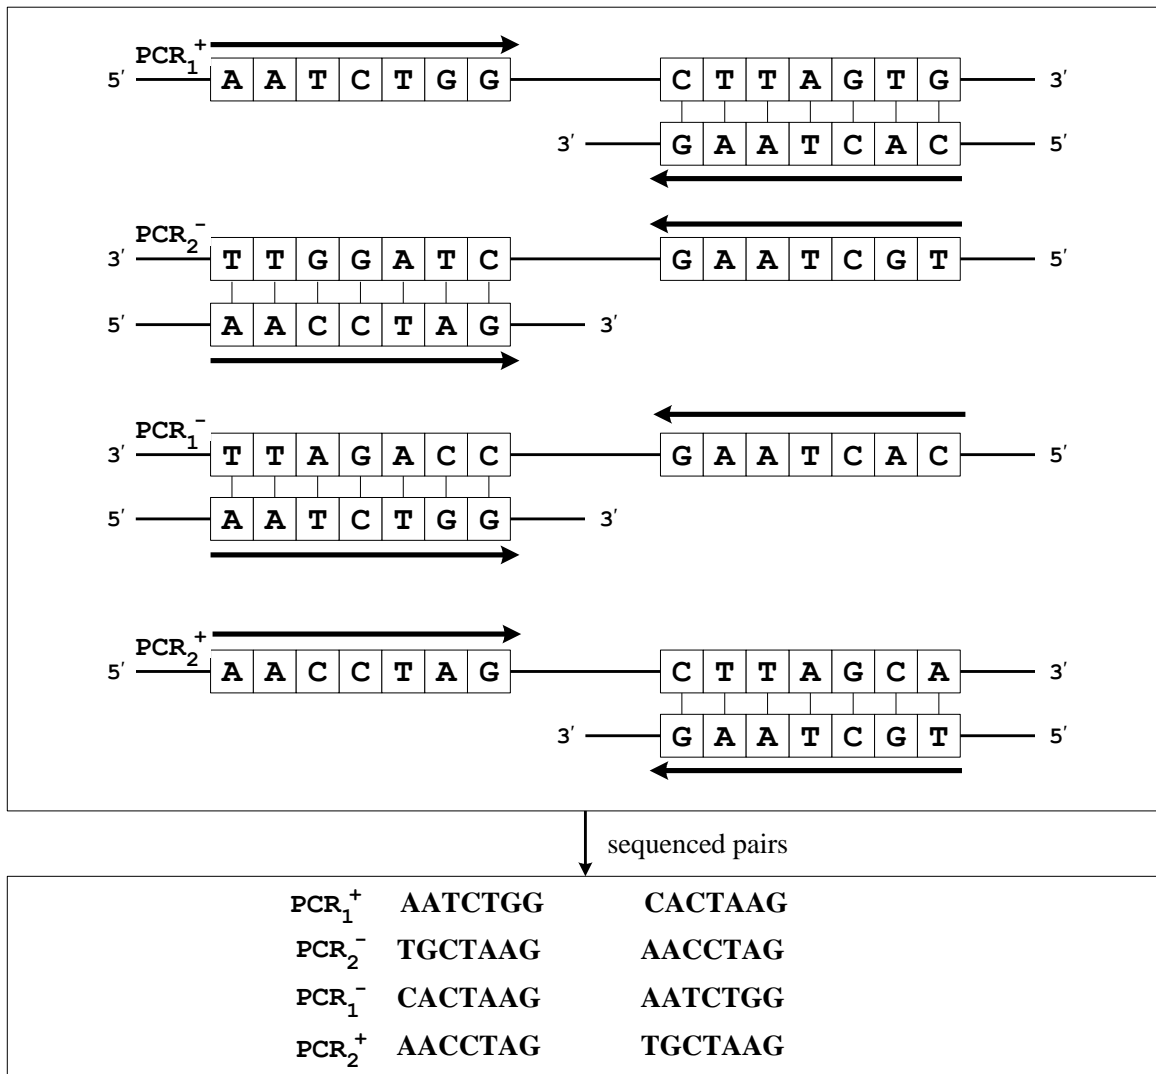 PCR₁⁺
5′ A A T C T G G C T T A G T G 3′
3′ G A A T C A C 5′
PCR₂⁻
3′ T T G G A T C G A A T C G T 5′
5′ A A C C T A G 3′
PCR₁⁻
3′ T T A G A C C G A A T C A C 5′
5′ A A T C T G G 3′
PCR₂⁺
5′ A A C C T A G C T T A G C A 3′
3′ G A A T C G T 5′
sequenced pairs
PCR₁⁺ AATCTGG CACTAAG
PCR₂⁻ TGCTAAG AACCTAG
PCR₁⁻ CACTAAG AATCTGG
PCR₂⁺ AACCTAG TGCTAAG